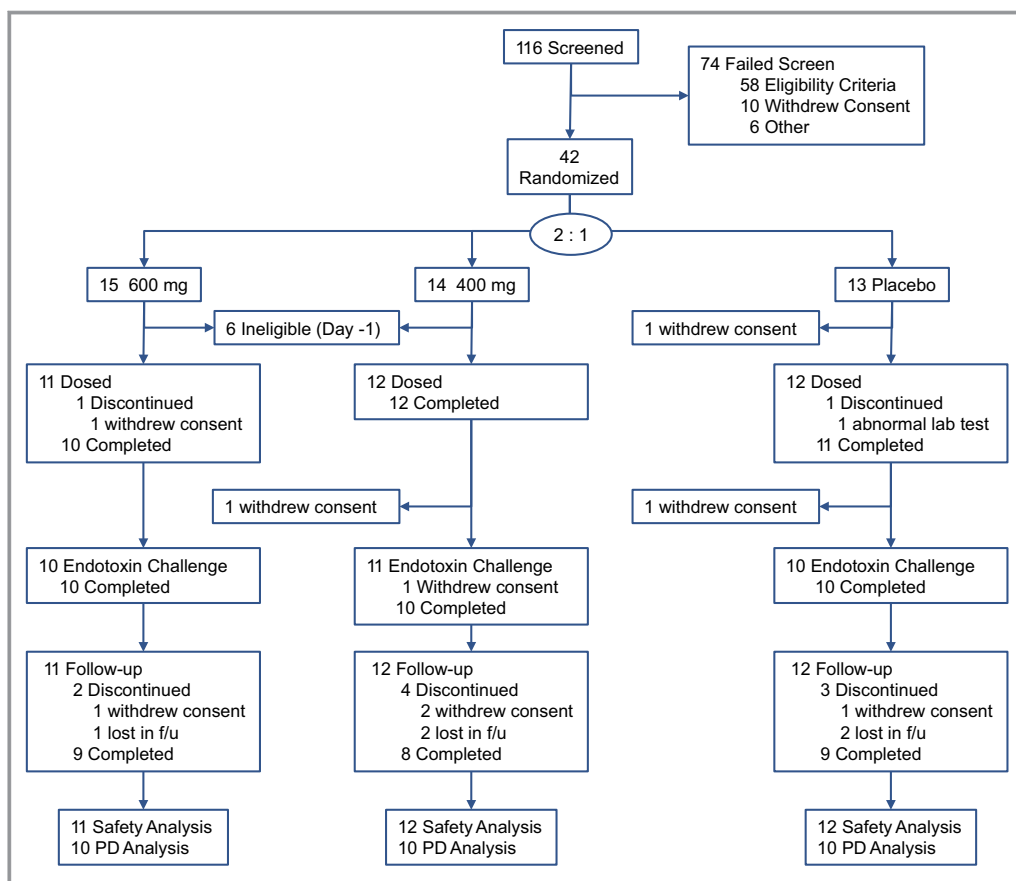 116 Screened
74 Failed Screen
58 Eligibility Criteria
10 Withdrew Consent
6 Other
42
Randomized
2 : 1
15 600 mg
14 400 mg
13 Placebo
6 Ineligible (Day -1)
1 withdrew consent
11 Dosed
1 Discontinued
1 withdrew consent
10 Completed
12 Dosed
12 Completed
12 Dosed
1 Discontinued
1 abnormal lab test
11 Completed
1 withdrew consent
1 withdrew consent
10 Endotoxin Challenge
10 Completed
11 Endotoxin Challenge
1 Withdrew consent
10 Completed
10 Endotoxin Challenge
10 Completed
11 Follow-up
2 Discontinued
1 withdrew consent
1 lost in f/u
9 Completed
12 Follow-up
4 Discontinued
2 withdrew consent
2 lost in f/u
8 Completed
12 Follow-up
3 Discontinued
1 withdrew consent
2 lost in f/u
9 Completed
11 Safety Analysis
10 PD Analysis
12 Safety Analysis
10 PD Analysis
12 Safety Analysis
10 PD Analysis